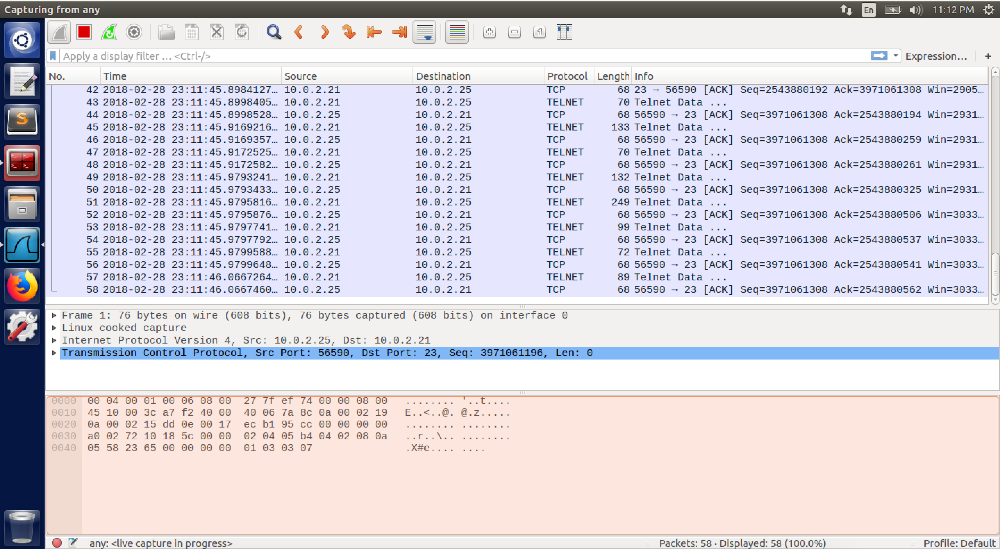 Capturing from any
En
11:12 PM
Apply a display filter … <Ctrl-/>
Expression…
+
No. Time Source Destination Protocol Length Info
42 2018-02-28 23:11:45.8984127… 10.0.2.21 10.0.2.25 TCP 68 23 → 56590 [ACK] Seq=2543880192 Ack=3971061308 Win=2905…
43 2018-02-28 23:11:45.8998405… 10.0.2.21 10.0.2.25 TELNET 70 Telnet Data ...
44 2018-02-28 23:11:45.8998528… 10.0.2.25 10.0.2.21 TCP 68 56590 → 23 [ACK] Seq=3971061308 Ack=2543880194 Win=2931…
45 2018-02-28 23:11:45.9169216… 10.0.2.21 10.0.2.25 TELNET 133 Telnet Data ...
46 2018-02-28 23:11:45.9169357… 10.0.2.25 10.0.2.21 TCP 68 56590 → 23 [ACK] Seq=3971061308 Ack=2543880259 Win=2931…
47 2018-02-28 23:11:45.9172525… 10.0.2.21 10.0.2.25 TELNET 70 Telnet Data ...
48 2018-02-28 23:11:45.9172582… 10.0.2.25 10.0.2.21 TCP 68 56590 → 23 [ACK] Seq=3971061308 Ack=2543880261 Win=2931…
49 2018-02-28 23:11:45.9793241… 10.0.2.21 10.0.2.25 TELNET 132 Telnet Data ...
50 2018-02-28 23:11:45.9793433… 10.0.2.25 10.0.2.21 TCP 68 56590 → 23 [ACK] Seq=3971061308 Ack=2543880325 Win=2931…
51 2018-02-28 23:11:45.9795816… 10.0.2.21 10.0.2.25 TELNET 249 Telnet Data ...
52 2018-02-28 23:11:45.9795876… 10.0.2.25 10.0.2.21 TCP 68 56590 → 23 [ACK] Seq=3971061308 Ack=2543880506 Win=3033…
53 2018-02-28 23:11:45.9797741… 10.0.2.21 10.0.2.25 TELNET 99 Telnet Data ...
54 2018-02-28 23:11:45.9797792… 10.0.2.25 10.0.2.21 TCP 68 56590 → 23 [ACK] Seq=3971061308 Ack=2543880537 Win=3033…
55 2018-02-28 23:11:45.9799588… 10.0.2.21 10.0.2.25 TELNET 72 Telnet Data ...
56 2018-02-28 23:11:45.9799648… 10.0.2.25 10.0.2.21 TCP 68 56590 → 23 [ACK] Seq=3971061308 Ack=2543880541 Win=3033…
57 2018-02-28 23:11:46.0667264… 10.0.2.21 10.0.2.25 TELNET 89 Telnet Data ...
58 2018-02-28 23:11:46.0667460… 10.0.2.25 10.0.2.21 TCP 68 56590 → 23 [ACK] Seq=3971061308 Ack=2543880562 Win=3033…
Frame 1: 76 bytes on wire (608 bits), 76 bytes captured (608 bits) on interface 0
Linux cooked capture
Internet Protocol Version 4, Src: 10.0.2.25, Dst: 10.0.2.21
Transmission Control Protocol, Src Port: 56590, Dst Port: 23, Seq: 3971061196, Len: 0
0000 00 04 00 01 00 06 08 00 27 7f ef 74 00 00 08 00 ........ '..t....
0010 45 10 00 3c a7 f2 40 00 40 06 7a 8c 0a 00 02 19 E..<..@. @.z.....
0020 0a 00 02 15 dd 0e 00 17 ec b1 95 cc 00 00 00 00 ........ ........
0030 a0 02 72 10 18 5c 00 00 02 04 05 b4 04 02 08 0a ..r..\.. ........
0040 05 58 23 65 00 00 00 00 01 03 03 07 .X#e.... ....
any: <live capture in progress>
Packets: 58 · Displayed: 58 (100.0%)
Profile: Default